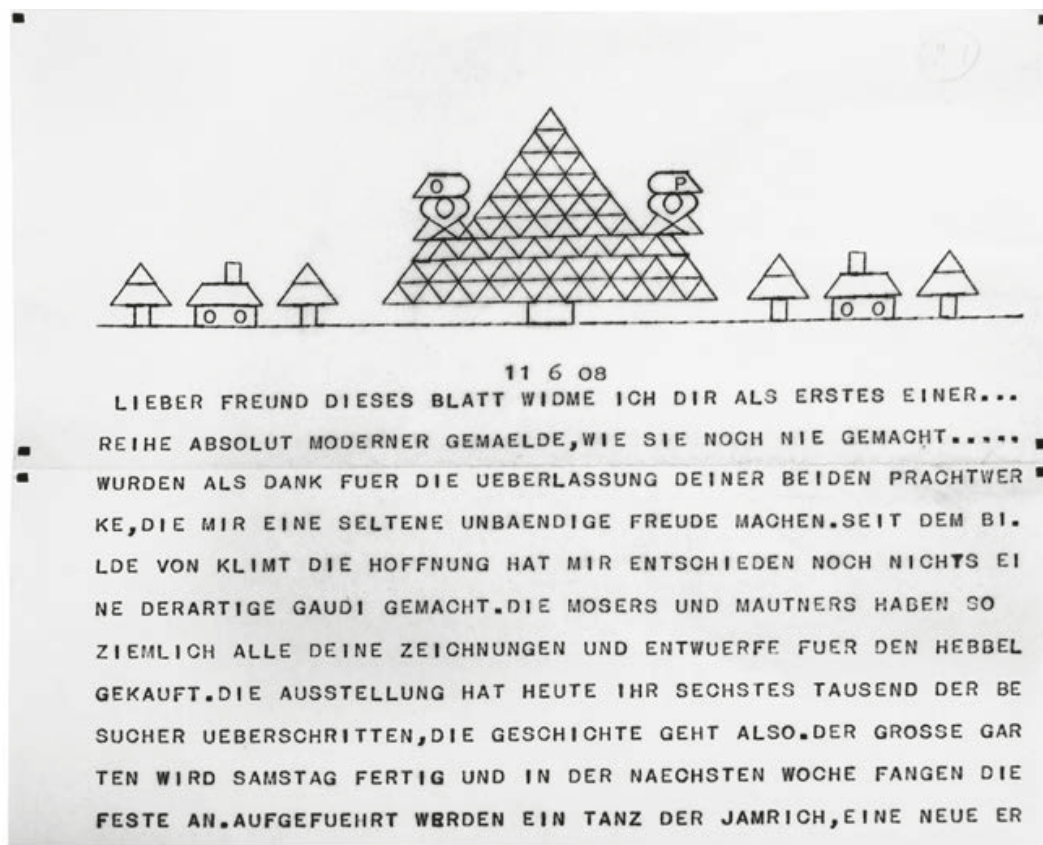 O P
11 6 08
LIEBER FREUND DIESES BLATT WIDME ICH DIR ALS ERSTES EINER...
REIHE ABSOLUT MODERNER GEMAELDE,WIE SIE NOCH NIE GEMACHT.....
WURDEN ALS DANK FUER DIE UEBERLASSUNG DEINER BEIDEN PRACHTWER
KE,DIE MIR EINE SELTENE UNBAENDIGE FREUDE MACHEN.SEIT DEM BI.
LDE VON KLIMT DIE HOFFNUNG HAT MIR ENTSCHIEDEN NOCH NICHTS EI
NE DERARTIGE GAUDI GEMACHT.DIE MOSERS UND MAUTNERS HABEN SO
ZIEMLICH ALLE DEINE ZEICHNUNGEN UND ENTWUERFE FUER DEN HEBBEL
GEKAUFT.DIE AUSSTELLUNG HAT HEUTE IHR SECHSTES TAUSEND DER BE
SUCHER UEBERSCHRITTEN,DIE GESCHICHTE GEHT ALSO.DER GROSSE GAR
TEN WIRD SAMSTAG FERTIG UND IN DER NAECHSTEN WOCHE FANGEN DIE
FESTE AN.AUFGEFUEHRT WERDEN EIN TANZ DER JAMRICH,EINE NEUE ER